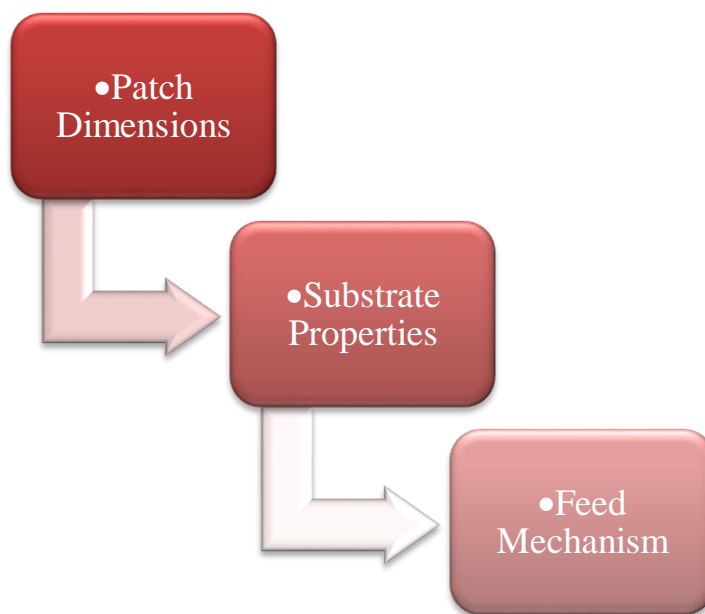 •Patch
Dimensions
•Substrate
Properties
•Feed
Mechanism